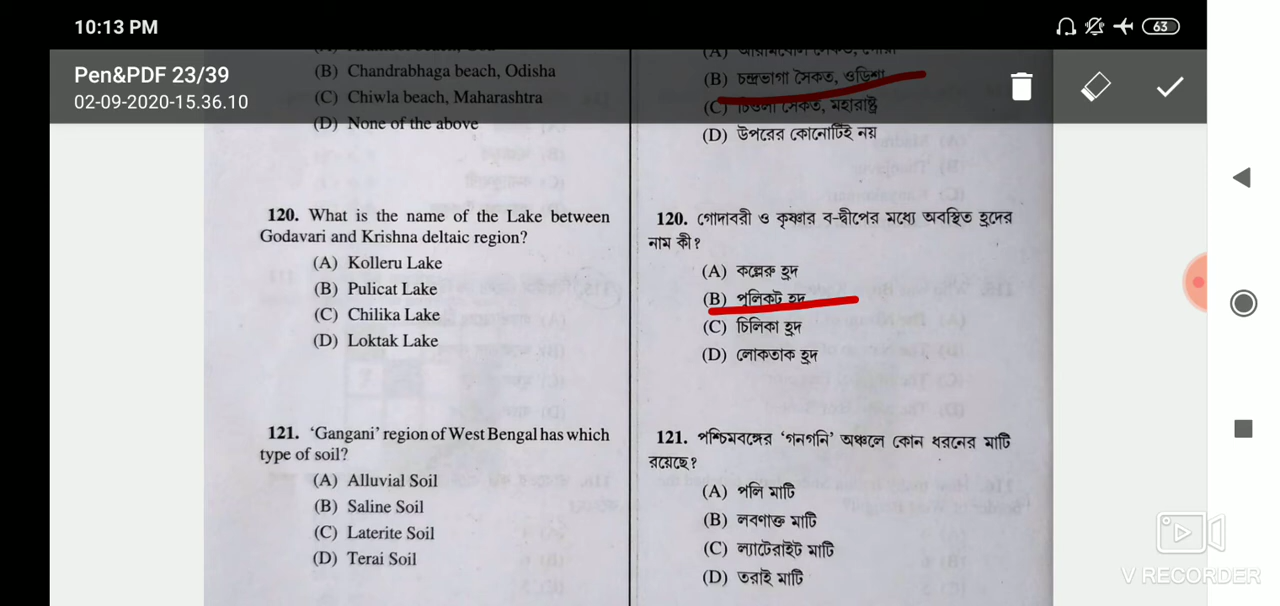 10:13 PM
63
Pen&PDF 23/39
02-09-2020-15.36.10
(B) Chandrabhaga beach, Odisha
(C) Chiwla beach, Maharashtra
(D) None of the above
120. What is the name of the Lake between
Godavari and Krishna deltaic region?
(A) Kolleru Lake
(B) Pulicat Lake
(C) Chilika Lake
(D) Loktak Lake
121. 'Gangani' region of West Bengal has which
type of soil?
(A) Alluvial Soil
(B) Saline Soil
(C) Laterite Soil
(D) Terai Soil
(B) চন্দ্রভাগা সৈকত, ওড়িশা
(C) চিওলা সৈকত, মহারাষ্ট্র
(D) উপরের কোনোটিই নয়
120. গোদাবরী ও কৃষ্ণার ব-দ্বীপের মধ্যে অবস্থিত হ্রদের
নাম কী?
(A) কল্লেরু হ্রদ
(B) পুলিকট হ্রদ
(C) চিলিকা হ্রদ
(D) লোকতাক হ্রদ
121. পশ্চিমবঙ্গের 'গনগনি' অঞ্চলে কোন ধরনের মাটি
রয়েছে?
(A) পলি মাটি
(B) লবণাক্ত মাটি
(C) ল্যাটেরাইট মাটি
(D) তরাই মাটি
V RECORDER